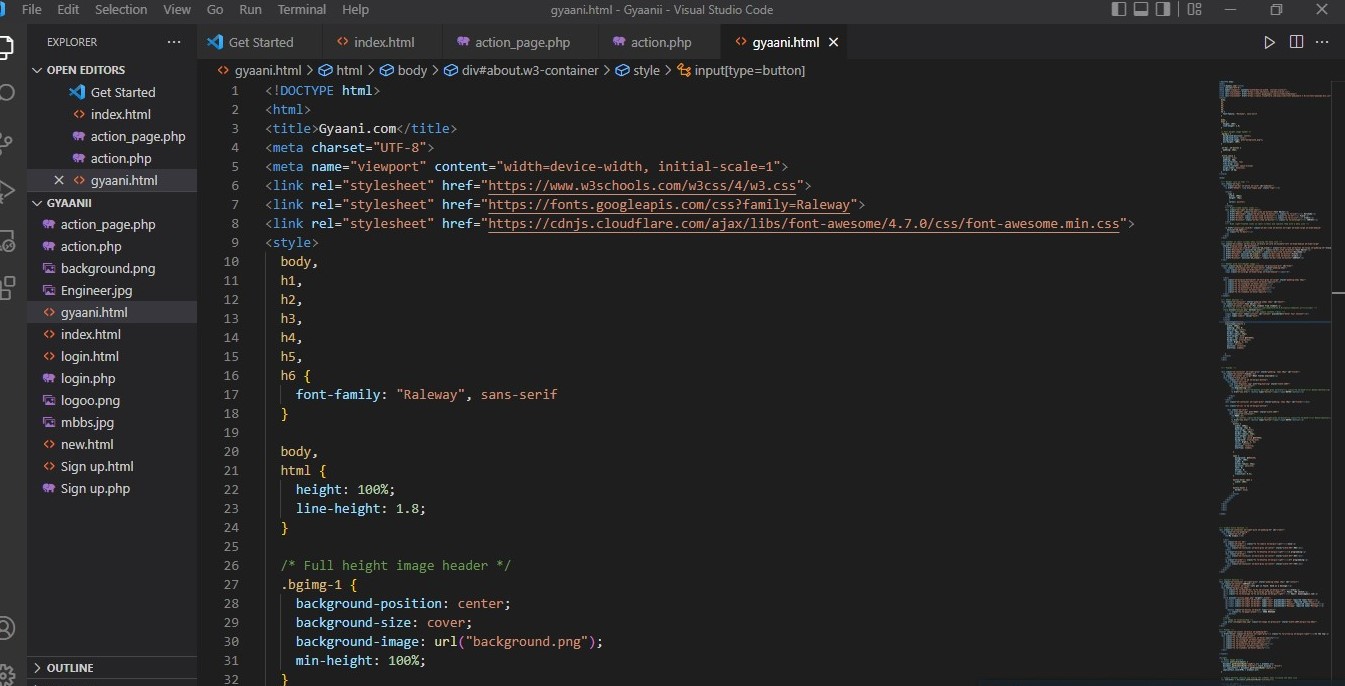 File Edit Selection View Go Run Terminal Help gyaani.html - Gyaanii - Visual Studio Code
EXPLORER
OPEN EDITORS
Get Started
index.html
action_page.php
action.php
gyaani.html
GYAANII
action_page.php
action.php
background.png
Engineer.jpg
gyaani.html
index.html
login.html
login.php
logoo.png
mbbs.jpg
new.html
Sign up.html
Sign up.php
OUTLINE
Get Started index.html action_page.php action.php gyaani.html
gyaani.html > html > body > div#about.w3-container > style > input[type=button]
1 <!DOCTYPE html>
2 <html>
3 <title>Gyaani.com</title>
4 <meta charset="UTF-8">
5 <meta name="viewport" content="width=device-width, initial-scale=1">
6 <link rel="stylesheet" href="https://www.w3schools.com/w3css/4/w3.css">
7 <link rel="stylesheet" href="https://fonts.googleapis.com/css?family=Raleway">
8 <link rel="stylesheet" href="https://cdnjs.cloudflare.com/ajax/libs/font-awesome/4.7.0/css/font-awesome.min.css">
9 <style>
10 body,
11 h1,
12 h2,
13 h3,
14 h4,
15 h5,
16 h6 {
17 font-family: "Raleway", sans-serif
18 }
19
20 body,
21 html {
22 height: 100%;
23 line-height: 1.8;
24 }
25
26 /* Full height image header */
27 .bgimg-1 {
28 background-position: center;
29 background-size: cover;
30 background-image: url("background.png");
31 min-height: 100%;
32 }